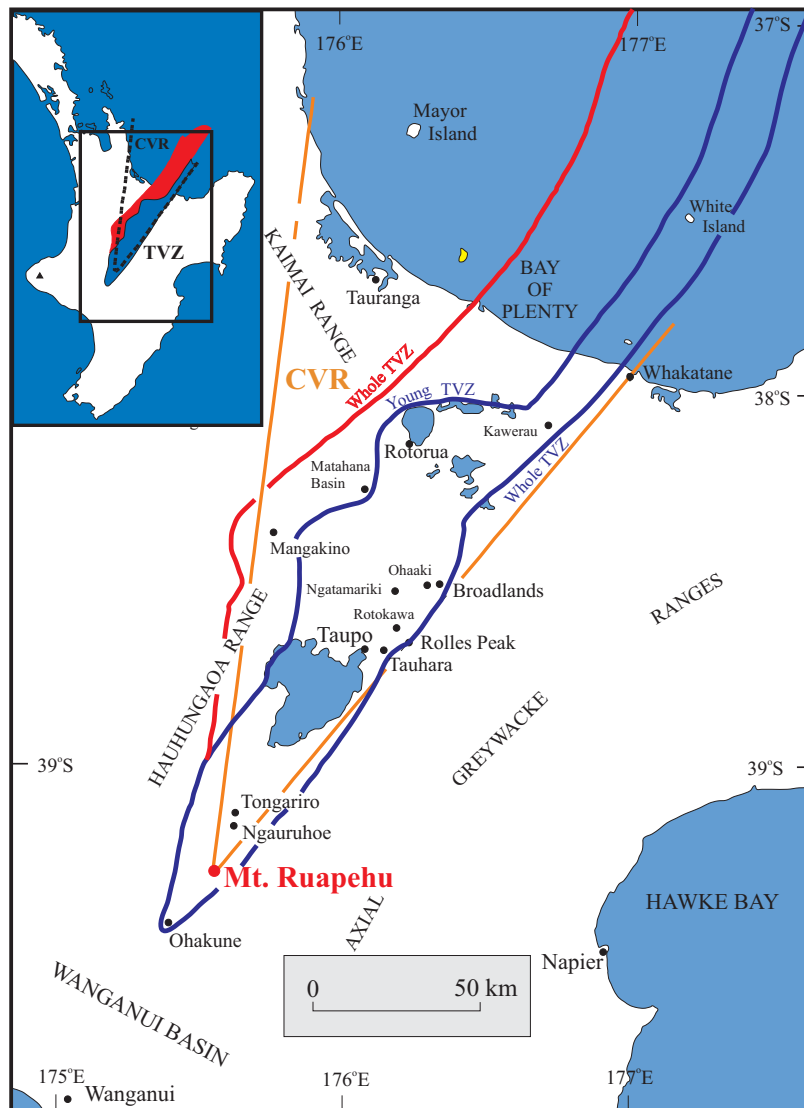 176°E
177°E
37°S
CVR
TVZ
Mayor
Island
White
Island
KAIMAI RANGE
Tauranga
BAY
OF
PLENTY
CVR
Whole TVZ
Young TVZ
Whakatane
38°S
Kawerau
Rotorua
Whole TVZ
Matahana
Basin
Mangakino
Ohaaki
Ngatamariki
Broadlands
RANGES
Rotokawa
Taupo
Rolles Peak
Tauhara
HAUHUNGAOA RANGE
GREYWACKE
39°S
39°S
Tongariro
Ngauruhoe
Mt. Ruapehu
AXIAL
HAWKE BAY
Ohakune
Napier
WANGANUI BASIN
0
50 km
175°E
176°E
177°E
Wanganui